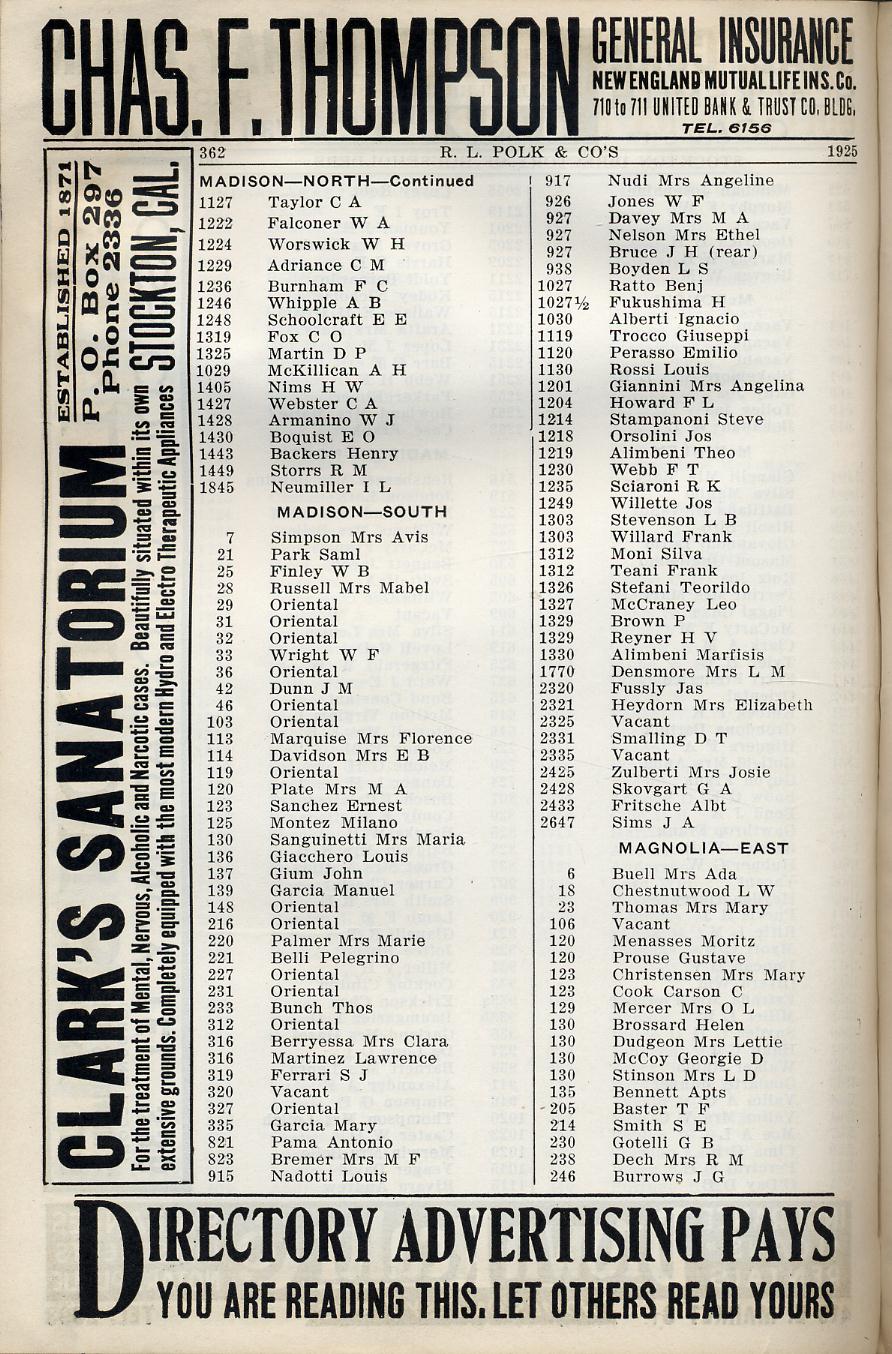 CHAS. F. THOMPSON
GENERAL INSURANCE
NEW ENGLAND MUTUAL LIFE INS. Co.
710 to 711 UNITED BANK & TRUST CO, BLDG,
TEL. 6156
CLARK'S SANATORIUM
ESTABLISHED 1871
P. O. Box 297
Phone 2336
STOCKTON, CAL.
For the treatment of Mental, Nervous, Alcoholic and Narcotic cases. Beautifully situated within its own
extensive grounds. Completely equipped with the most modern Hydro and Electro Therapeutic Appliances
362 R. L. POLK & CO'S 1925
MADISON—NORTH—Continued
1127 Taylor C A
1222 Falconer W A
1224 Worswick W H
1229 Adriance C M
1236 Burnham F C
1246 Whipple A B
1248 Schoolcraft E E
1319 Fox C O
1325 Martin D P
1029 McKillican A H
1405 Nims H W
1427 Webster C A
1428 Armanino W J
1430 Boquist E O
1443 Backers Henry
1449 Storrs R M
1845 Neumiller I L
MADISON—SOUTH
7 Simpson Mrs Avis
21 Park Saml
25 Finley W B
28 Russell Mrs Mabel
29 Oriental
31 Oriental
32 Oriental
33 Wright W F
36 Oriental
42 Dunn J M
46 Oriental
103 Oriental
113 Marquise Mrs Florence
114 Davidson Mrs E B
119 Oriental
120 Plate Mrs M A
123 Sanchez Ernest
125 Montez Milano
130 Sanguinetti Mrs Maria
136 Giacchero Louis
137 Gium John
139 Garcia Manuel
148 Oriental
216 Oriental
220 Palmer Mrs Marie
221 Belli Pelegrino
227 Oriental
231 Oriental
233 Bunch Thos
312 Oriental
316 Berryessa Mrs Clara
316 Martinez Lawrence
319 Ferrari S J
320 Vacant
327 Oriental
335 Garcia Mary
821 Pama Antonio
823 Bremer Mrs M F
915 Nadotti Louis
917 Nudi Mrs Angeline
926 Jones W F
927 Davey Mrs M A
927 Nelson Mrs Ethel
927 Bruce J H (rear)
938 Boyden L S
1027 Ratto Benj
1027½ Fukushima H
1030 Alberti Ignacio
1119 Trocco Giuseppi
1120 Perasso Emilio
1130 Rossi Louis
1201 Giannini Mrs Angelina
1204 Howard F L
1214 Stampanoni Steve
1218 Orsolini Jos
1219 Alimbeni Theo
1230 Webb F T
1235 Sciaroni R K
1249 Willette Jos
1303 Stevenson L B
1303 Willard Frank
1312 Moni Silva
1312 Teani Frank
1326 Stefani Teorildo
1327 McCraney Leo
1329 Brown P
1329 Reyner H V
1330 Alimbeni Marfisis
1770 Densmore Mrs L M
2320 Fussly Jas
2321 Heydorn Mrs Elizabeth
2325 Vacant
2331 Smalling D T
2335 Vacant
2425 Zulberti Mrs Josie
2428 Skovgart G A
2433 Fritsche Albt
2647 Sims J A
MAGNOLIA—EAST
6 Buell Mrs Ada
18 Chestnutwood L W
23 Thomas Mrs Mary
106 Vacant
120 Menasses Moritz
120 Prouse Gustave
123 Christensen Mrs Mary
123 Cook Carson C
129 Mercer Mrs O L
130 Brossard Helen
130 Dudgeon Mrs Lettie
130 McCoy Georgie D
130 Stinson Mrs L D
135 Bennett Apts
205 Baster T F
214 Smith S E
230 Gotelli G B
238 Dech Mrs R M
246 Burrows J G
DIRECTORY ADVERTISING PAYS
YOU ARE READING THIS. LET OTHERS READ YOURS